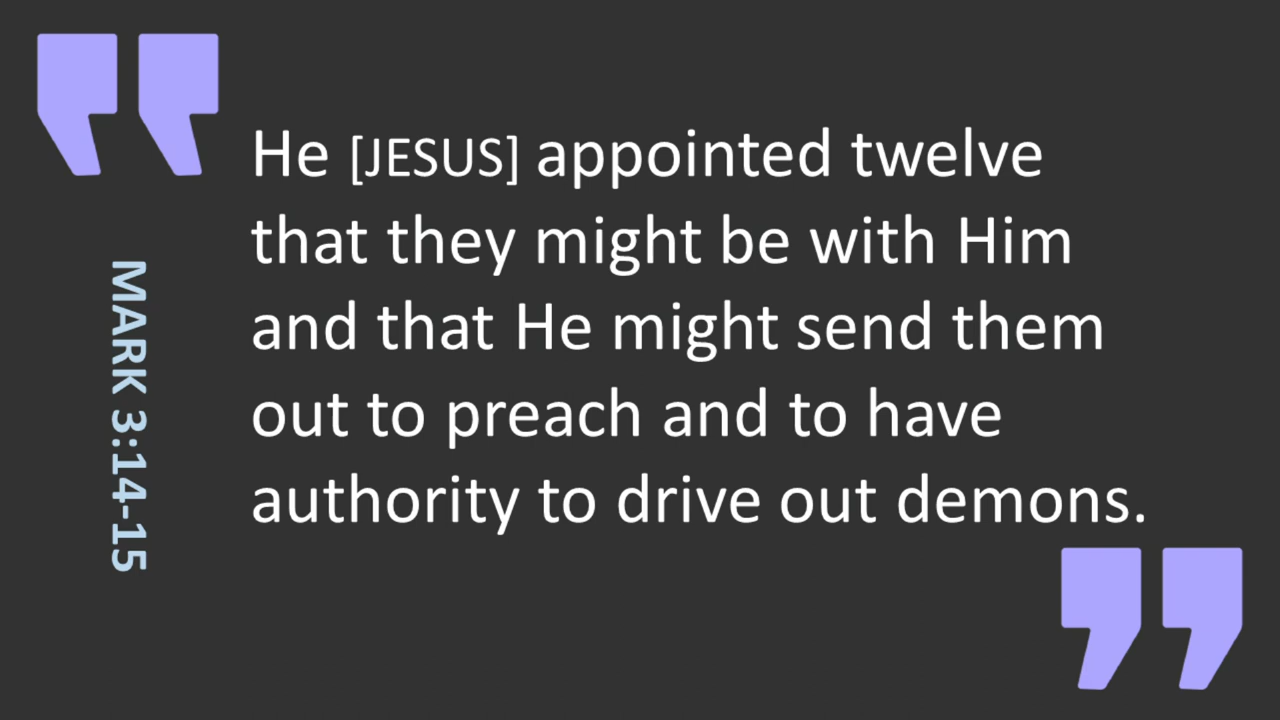 He [JESUS] appointed twelve
that they might be with Him
and that He might send them
out to preach and to have
authority to drive out demons.
MARK 3:14-15